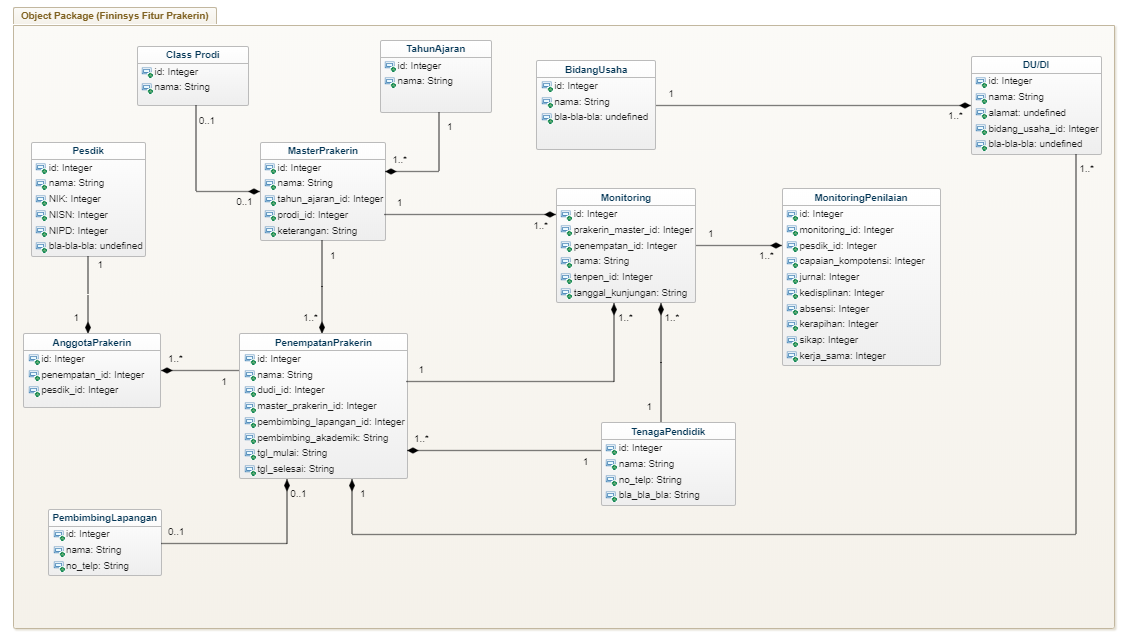 Object Package (Fininsys Fitur Prakerin)
Class Prodi
id: Integer
nama: String
TahunAjaran
id: Integer
nama: String
BidangUsaha
id: Integer
nama: String
bla-bla-bla: undefined
DU/DI
id: Integer
nama: String
alamat: undefined
bidang_usaha_id: Integer
bla-bla-bla: undefined
1
1..*
0..1
0..1
1
1..*
1..*
Pesdik
id: Integer
nama: String
NIK: Integer
NISN: Integer
NIPD: Integer
bla-bla-bla: undefined
MasterPrakerin
id: Integer
nama: String
tahun_ajaran_id: Integer
prodi_id: Integer
keterangan: String
1
1..*
Monitoring
id: Integer
prakerin_master_id: Integer
penempatan_id: Integer
nama: String
tenpen_id: Integer
tanggal_kunjungan: String
1
1..*
MonitoringPenilaian
id: Integer
monitoring_id: Integer
pesdik_id: Integer
capaian_kompotensi: Integer
jurnal: Integer
kedisplinan: Integer
absensi: Integer
kerapihan: Integer
sikap: Integer
kerja_sama: Integer
1
1
1
1..*
1..*
1..*
AnggotaPrakerin
id: Integer
penempatan_id: Integer
pesdik_id: Integer
1..*
1
PenempatanPrakerin
id: Integer
nama: String
dudi_id: Integer
master_prakerin_id: Integer
pembimbing_lapangan_id: Integer
pembimbing_akademik: String
tgl_mulai: String
tgl_selesai: String
1
1
1..*
1
TenagaPendidik
id: Integer
nama: String
no_telp: String
bla_bla_bla: String
0..1
1
PembimbingLapangan
id: Integer
nama: String
no_telp: String
0..1